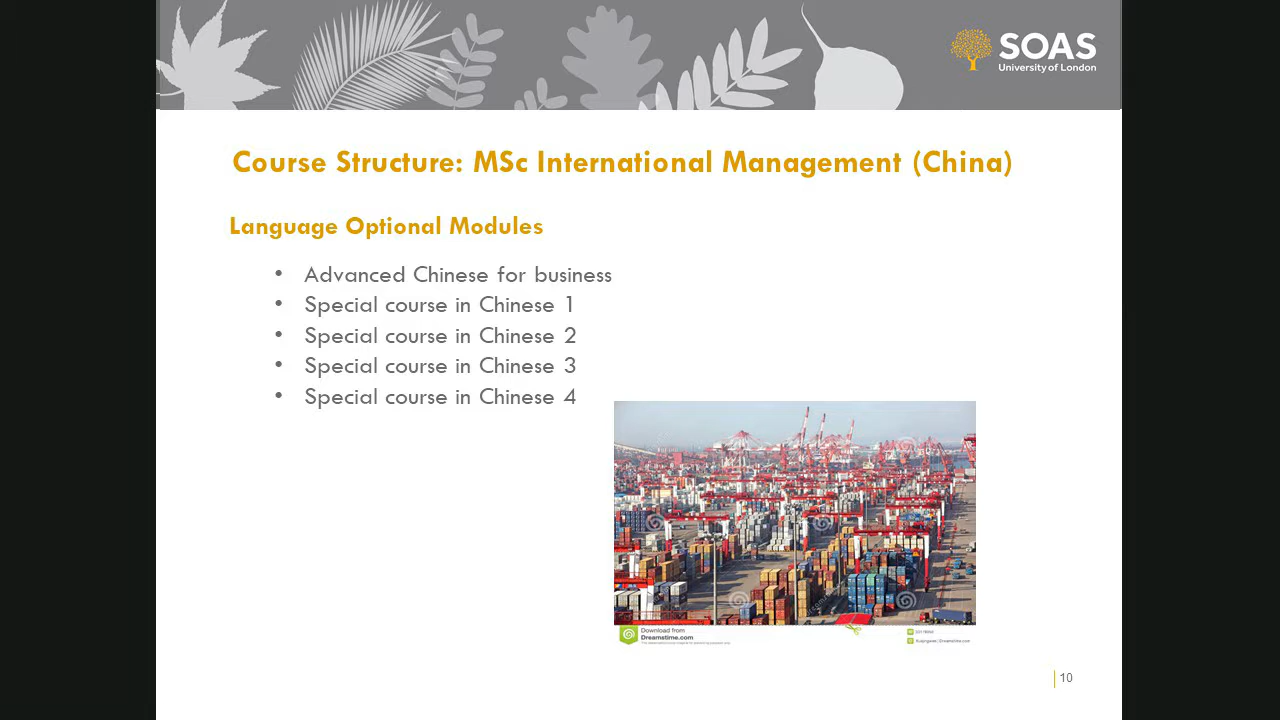 SOAS
University of London
Course Structure: MSc International Management (China)
Language Optional Modules
• Advanced Chinese for business
• Special course in Chinese 1
• Special course in Chinese 2
• Special course in Chinese 3
• Special course in Chinese 4
Download from
Dreamstime.com
10